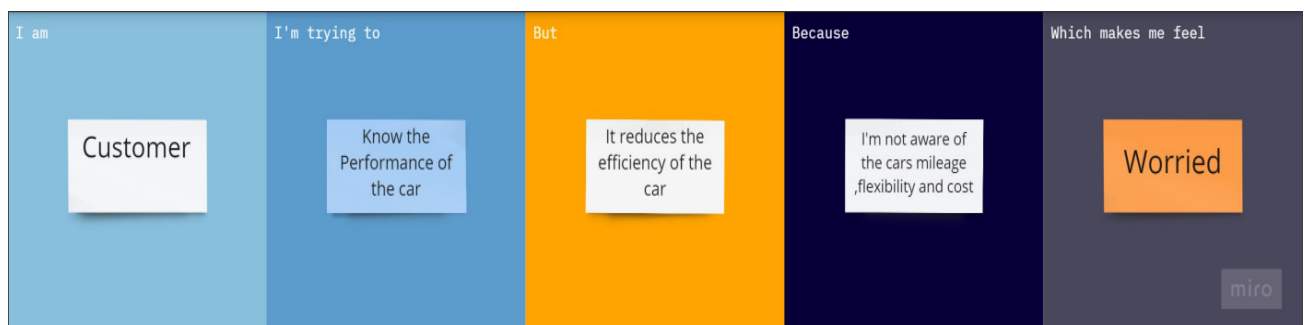 I am
Customer
I'm trying to
Know the
Performance of
the car
But
It reduces the
efficiency of the
car
Because
I'm not aware of
the cars mileage
,flexibility and cost
Which makes me feel
Worried
miro